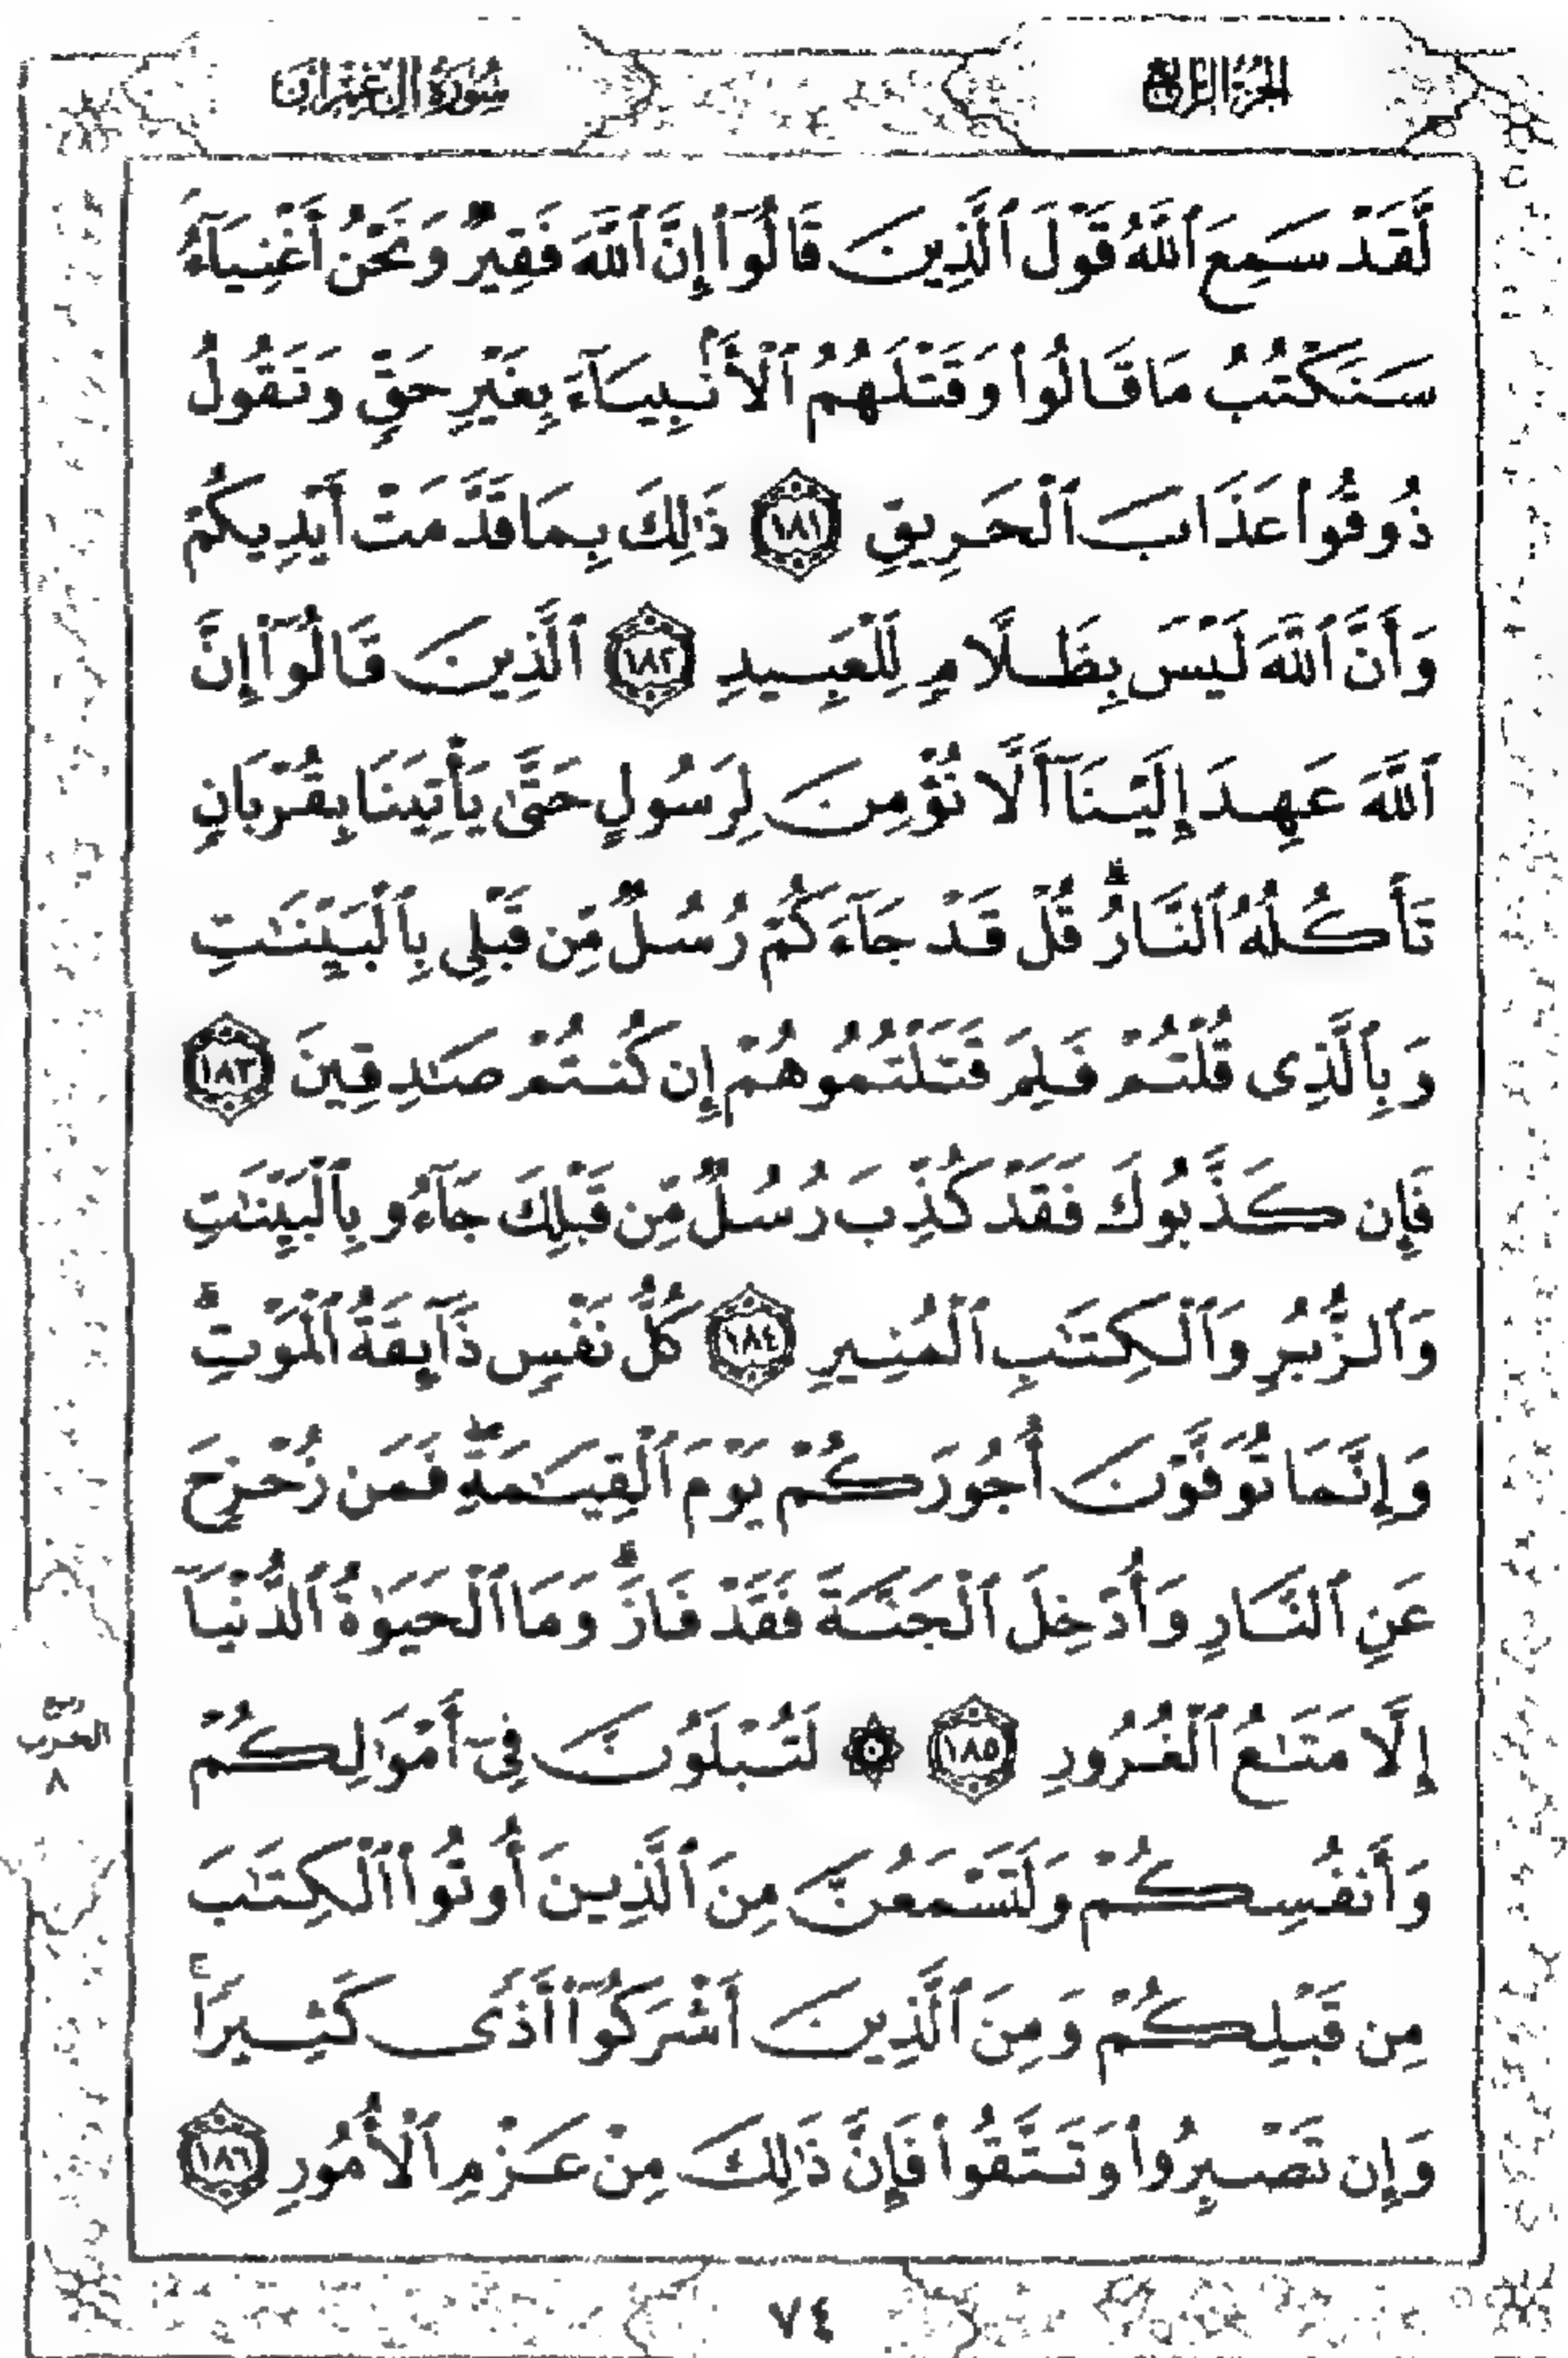 الجزء الرابع
سورة آل عمران
لَّقَدْ سَمِعَ ٱللَّهُ قَوْلَ ٱلَّذِينَ قَالُوٓا۟ إِنَّ ٱللَّهَ فَقِيرٌ وَنَحْنُ أَغْنِيَآءُ
سَنَكْتُبُ مَا قَالُوا۟ وَقَتْلَهُمُ ٱلْأَنۢبِيَآءَ بِغَيْرِ حَقٍّ وَنَقُولُ
ذُوقُوا۟ عَذَابَ ٱلْحَرِيقِ ١٨١ ذَٰلِكَ بِمَا قَدَّمَتْ أَيْدِيكُمْ
وَأَنَّ ٱللَّهَ لَيْسَ بِظَلَّامٍ لِّلْعَبِيدِ ١٨٢ ٱلَّذِينَ قَالُوٓا۟ إِنَّ
ٱللَّهَ عَهِدَ إِلَيْنَآ أَلَّا نُؤْمِنَ لِرَسُولٍ حَتَّىٰ يَأْتِيَنَا بِقُرْبَانٍ
تَأْكُلُهُ ٱلنَّارُ ۗ قُلْ قَدْ جَآءَكُمْ رُسُلٌ مِّن قَبْلِى بِٱلْبَيِّنَـٰتِ
وَبِٱلَّذِى قُلْتُمْ فَلِمَ قَتَلْتُمُوهُمْ إِن كُنتُمْ صَـٰدِقِينَ ١٨٣
فَإِن كَذَّبُوكَ فَقَدْ كُذِّبَ رُسُلٌ مِّن قَبْلِكَ جَآءُو بِٱلْبَيِّنَـٰتِ
وَٱلزُّبُرِ وَٱلْكِتَـٰبِ ٱلْمُنِيرِ ١٨٤ كُلُّ نَفْسٍ ذَآئِقَةُ ٱلْمَوْتِ ۗ
وَإِنَّمَا تُوَفَّوْنَ أُجُورَكُمْ يَوْمَ ٱلْقِيَـٰمَةِ ۖ فَمَن زُحْزِحَ
عَنِ ٱلنَّارِ وَأُدْخِلَ ٱلْجَنَّةَ فَقَدْ فَازَ ۗ وَمَا ٱلْحَيَوٰةُ ٱلدُّنْيَآ
إِلَّا مَتَـٰعُ ٱلْغُرُورِ ١٨٥ ۞ لَتُبْلَوُنَّ فِىٓ أَمْوَٰلِكُمْ
وَأَنفُسِكُمْ وَلَتَسْمَعُنَّ مِنَ ٱلَّذِينَ أُوتُوا۟ ٱلْكِتَـٰبَ
مِن قَبْلِكُمْ وَمِنَ ٱلَّذِينَ أَشْرَكُوٓا۟ أَذًى كَثِيرًا ۚ
وَإِن تَصْبِرُوا۟ وَتَتَّقُوا۟ فَإِنَّ ذَٰلِكَ مِنْ عَزْمِ ٱلْأُمُورِ ١٨٦
الحزب
٨
٧٤